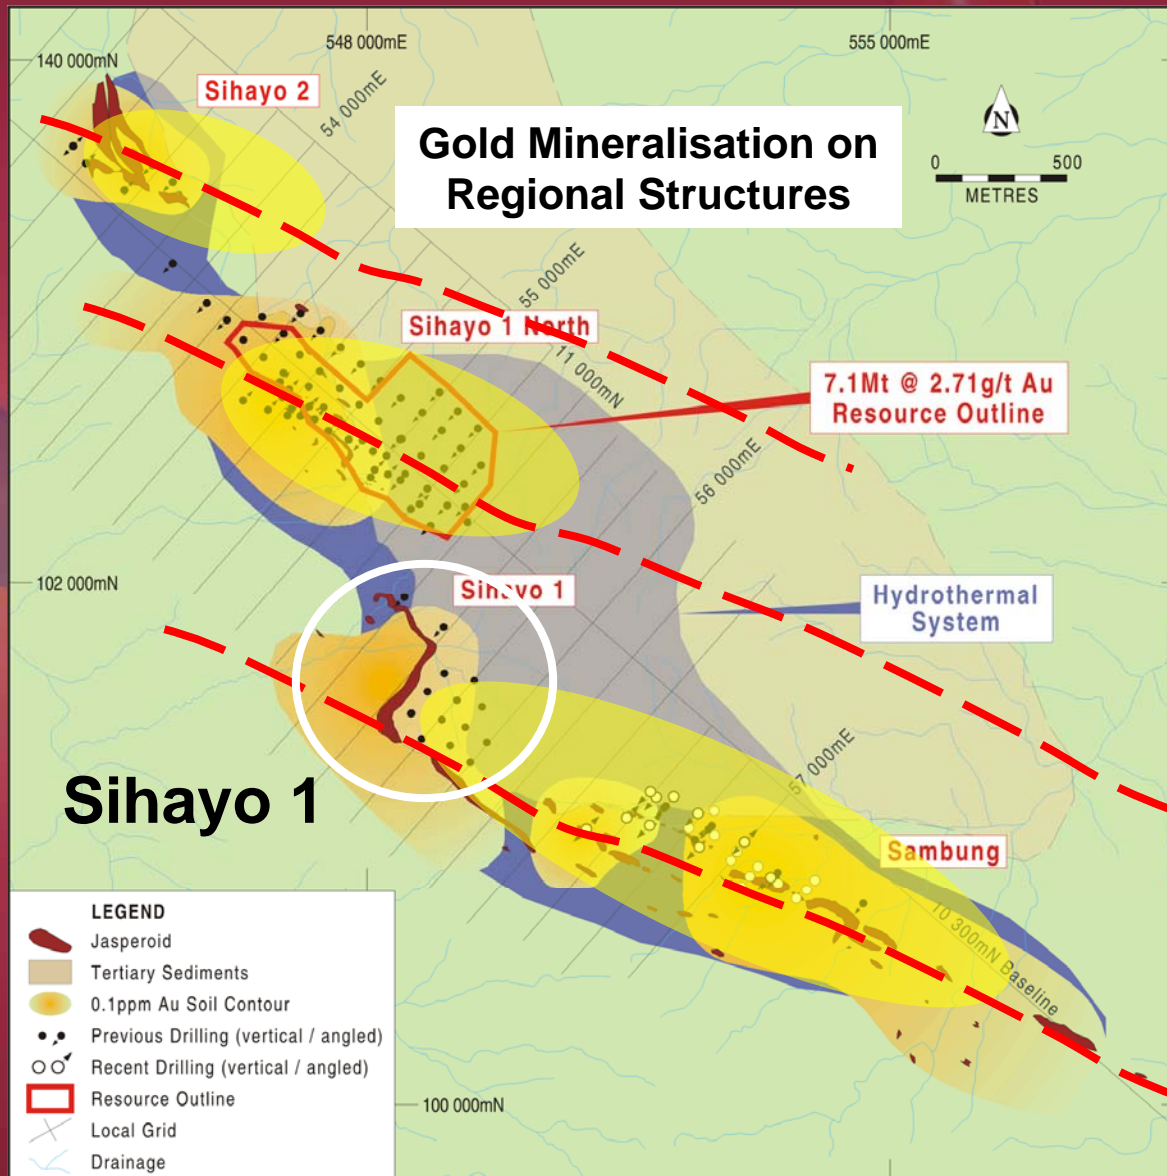 548 000mE
555 000mE
140 000mN
Sihayo 2
54 000mE
Gold Mineralisation on
Regional Structures
N
0 500
METRES
55 000mE
Sihayo 1 North
11 000mN
7.1Mt @ 2.71g/t Au
Resource Outline
56 000mE
102 000mN
Sihayo 1
Hydrothermal
System
57 000mE
Sihayo 1
Sambung
10 300mN Baseline
LEGEND
Jasperoid
Tertiary Sediments
0.1ppm Au Soil Contour
Previous Drilling (vertical / angled)
Recent Drilling (vertical / angled)
Resource Outline
Local Grid
Drainage
100 000mN